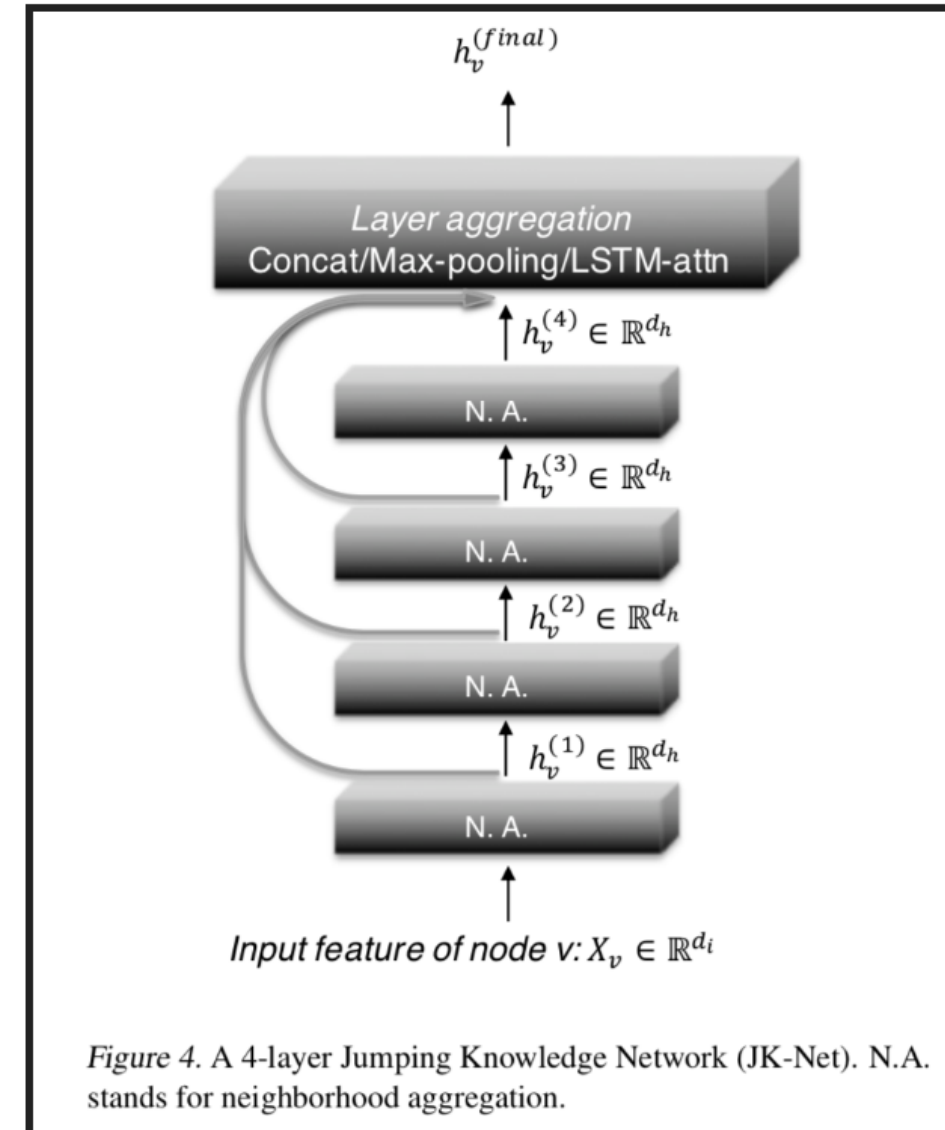 h_v^{(final)}
Layer aggregation
Concat/Max-pooling/LSTM-attn
h_v^{(4)} ∈ ℝ^{d_h}
N. A.
h_v^{(3)} ∈ ℝ^{d_h}
N. A.
h_v^{(2)} ∈ ℝ^{d_h}
N. A.
h_v^{(1)} ∈ ℝ^{d_h}
N. A.
Input feature of node v: X_v ∈ ℝ^{d_i}
Figure 4. A 4-layer Jumping Knowledge Network (JK-Net). N.A.
stands for neighborhood aggregation.